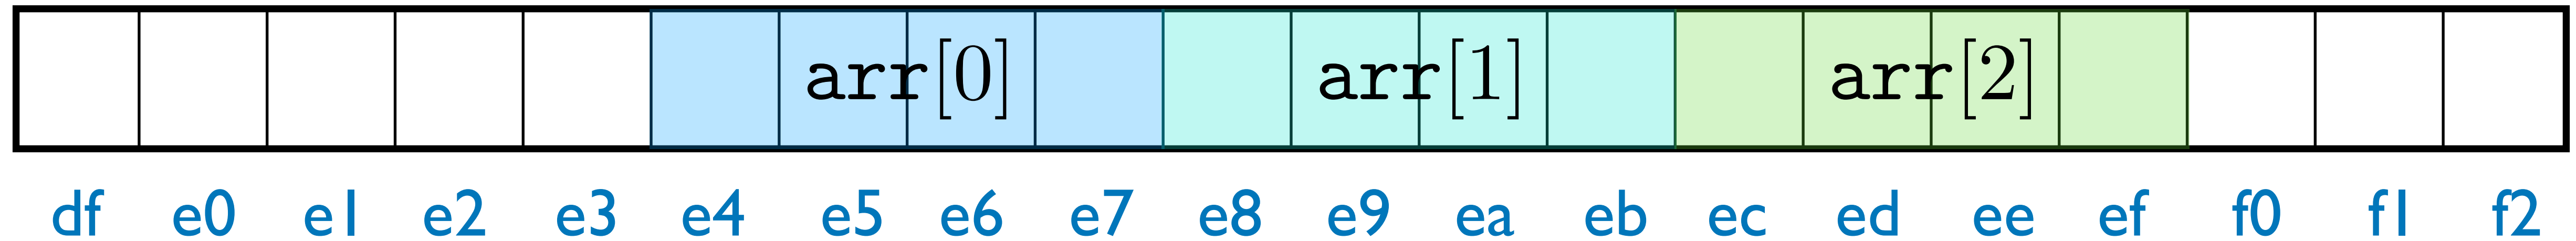 arr[0] arr[1] arr[2]
df e0 e1 e2 e3 e4 e5 e6 e7 e8 e9 ea eb ec ed ee ef f0 f1 f2